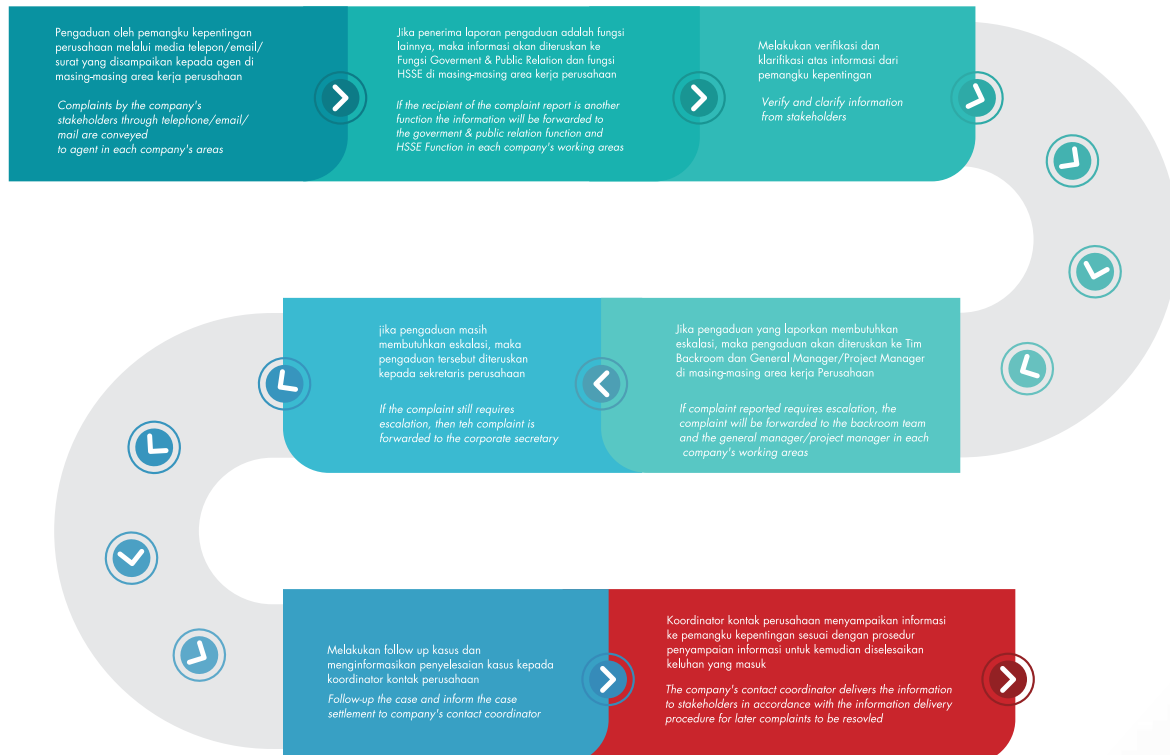 Pengaduan oleh pemangku kepentingan
perusahaan melalui media telepon/email/
surat yang disampaikan kepada agen di
masing-masing area kerja perusahaan
Complaints by the company's
stakeholders through telephone/email/
mail are conveyed
to agent in each company's areas
Jika penerima laporan pengaduan adalah fungsi
lainnya, maka informasi akan diteruskan ke
Fungsi Goverment & Public Relation dan fungsi
HSSE di masing-masing area kerja perusahaan
If the recipient of the complaint report is another
function the information will be forwarded to
the goverment & public relation function and
HSSE Function in each company's working areas
Melakukan verifikasi dan
klarifikasi atas informasi dari
pemangku kepentingan
Verify and clarify information
from stakeholders
Jika pengaduan yang laporkan membutuhkan
eskalasi, maka pengaduan akan diteruskan ke Tim
Backroom dan General Manager/Project Manager
di masing-masing area kerja Perusahaan
If complaint reported requires escalation, the
complaint will be forwarded to the backroom team
and the general manager/project manager in each
company's working areas
jika pengaduan masih
membutuhkan eskalasi, maka
pengaduan tersebut diteruskan
kepada sekretaris perusahaan
If the complaint still requires
escalation, then teh complaint is
forwarded to the corporate secretary
Melakukan follow up kasus dan
menginformasikan penyelesaian kasus kepada
koordinator kontak perusahaan
Follow-up the case and inform the case
settlement to company's contact coordinator
Koordinator kontak perusahaan menyampaikan informasi
ke pemangku kepentingan sesuai dengan prosedur
penyampaian informasi untuk kemudian diselesaikan
keluhan yang masuk
The company's contact coordinator delivers the information
to stakeholders in accordance with the information delivery
procedure for later complaints to be resovled